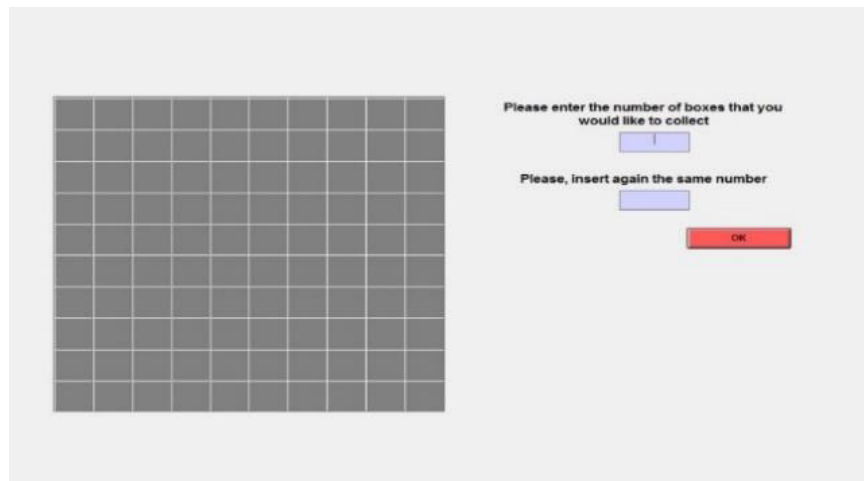 Please enter the number of boxes that you
would like to collect
Please, insert again the same number
OK